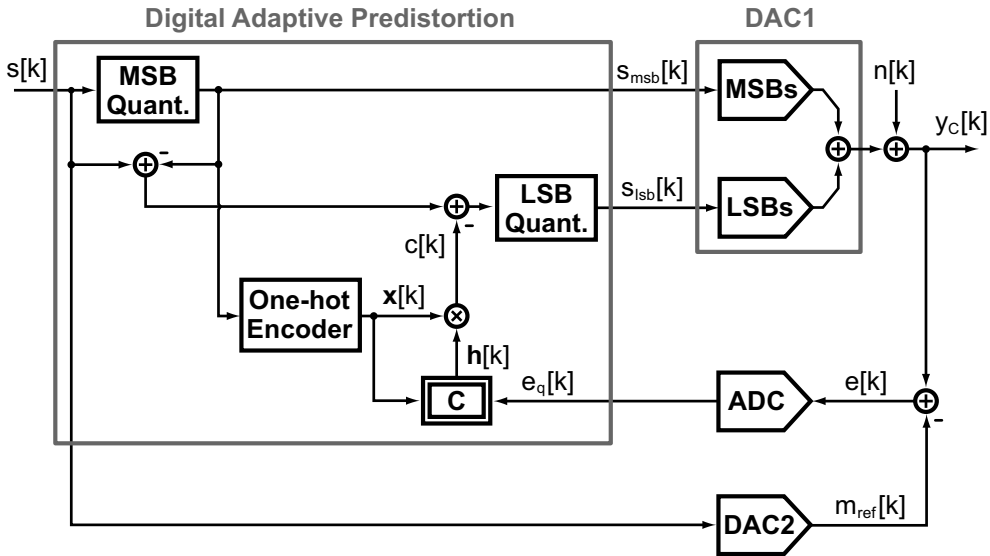 Digital Adaptive Predistortion
DAC1
s[k]
MSB
Quant.
s_msb[k]
MSBs
n[k]
y_C[k]
-
LSB
Quant.
s_lsb[k]
LSBs
-
c[k]
One-hot
Encoder
x[k]
h[k]
C
e_q[k]
ADC
e[k]
-
DAC2
m_ref[k]